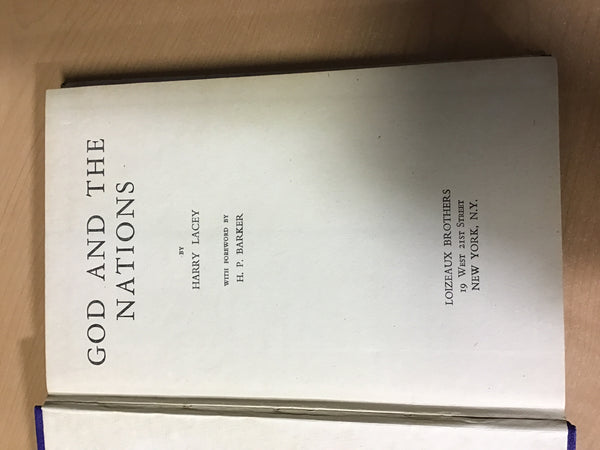 GOD AND THE
NATIONS
BY
HARRY LACEY
WITH FOREWORD BY
H. P. BARKER
LOIZEAUX BROTHERS
19 West 21st Street
NEW YORK, N.Y.